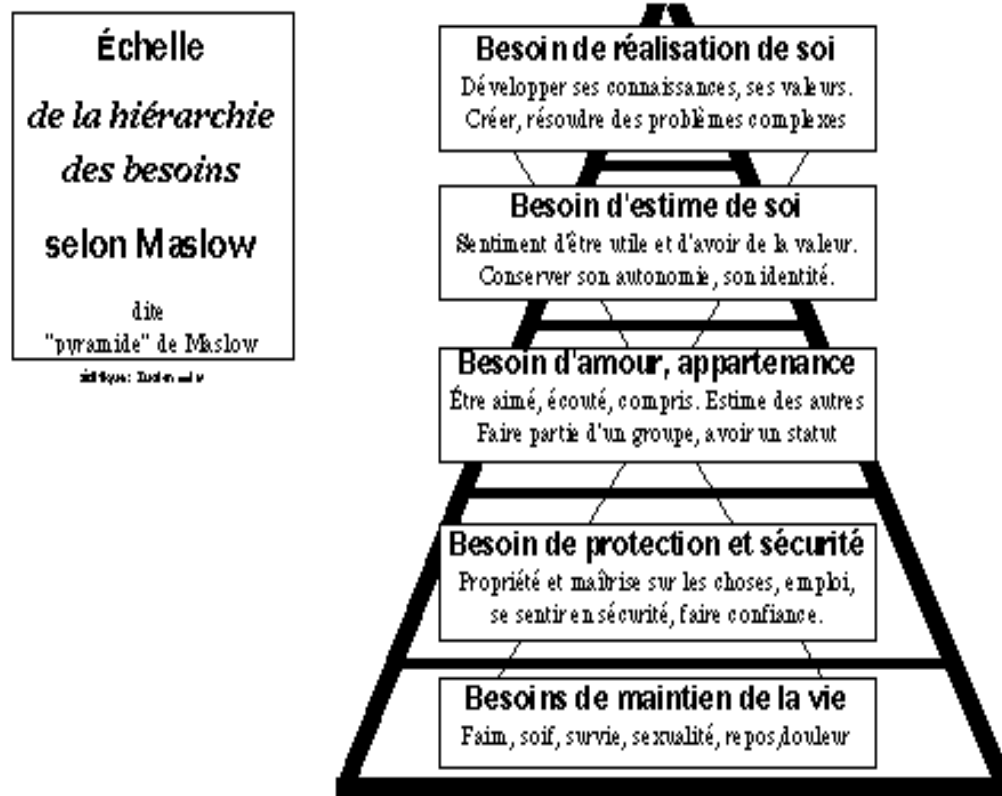 Échelle
de la hiérarchie
des besoins
selon Maslow
dite
"pyramide" de Maslow
Besoin de réalisation de soi
Développer ses connaissances, ses valeurs.
Créer, résoudre des problèmes complexes
Besoin d'estime de soi
Sentiment d'être utile et d'avoir de la valeur.
Conserver son autonomie, son identité.
Besoin d'amour, appartenance
Être aimé, écouté, compris. Estime des autres
Faire partie d'un groupe, avoir un statut
Besoin de protection et sécurité
Propriété et maîtrise sur les choses, emploi,
se sentir en sécurité, faire confiance.
Besoins de maintien de la vie
Faim, soif, survie, sexualité, repos,douleur